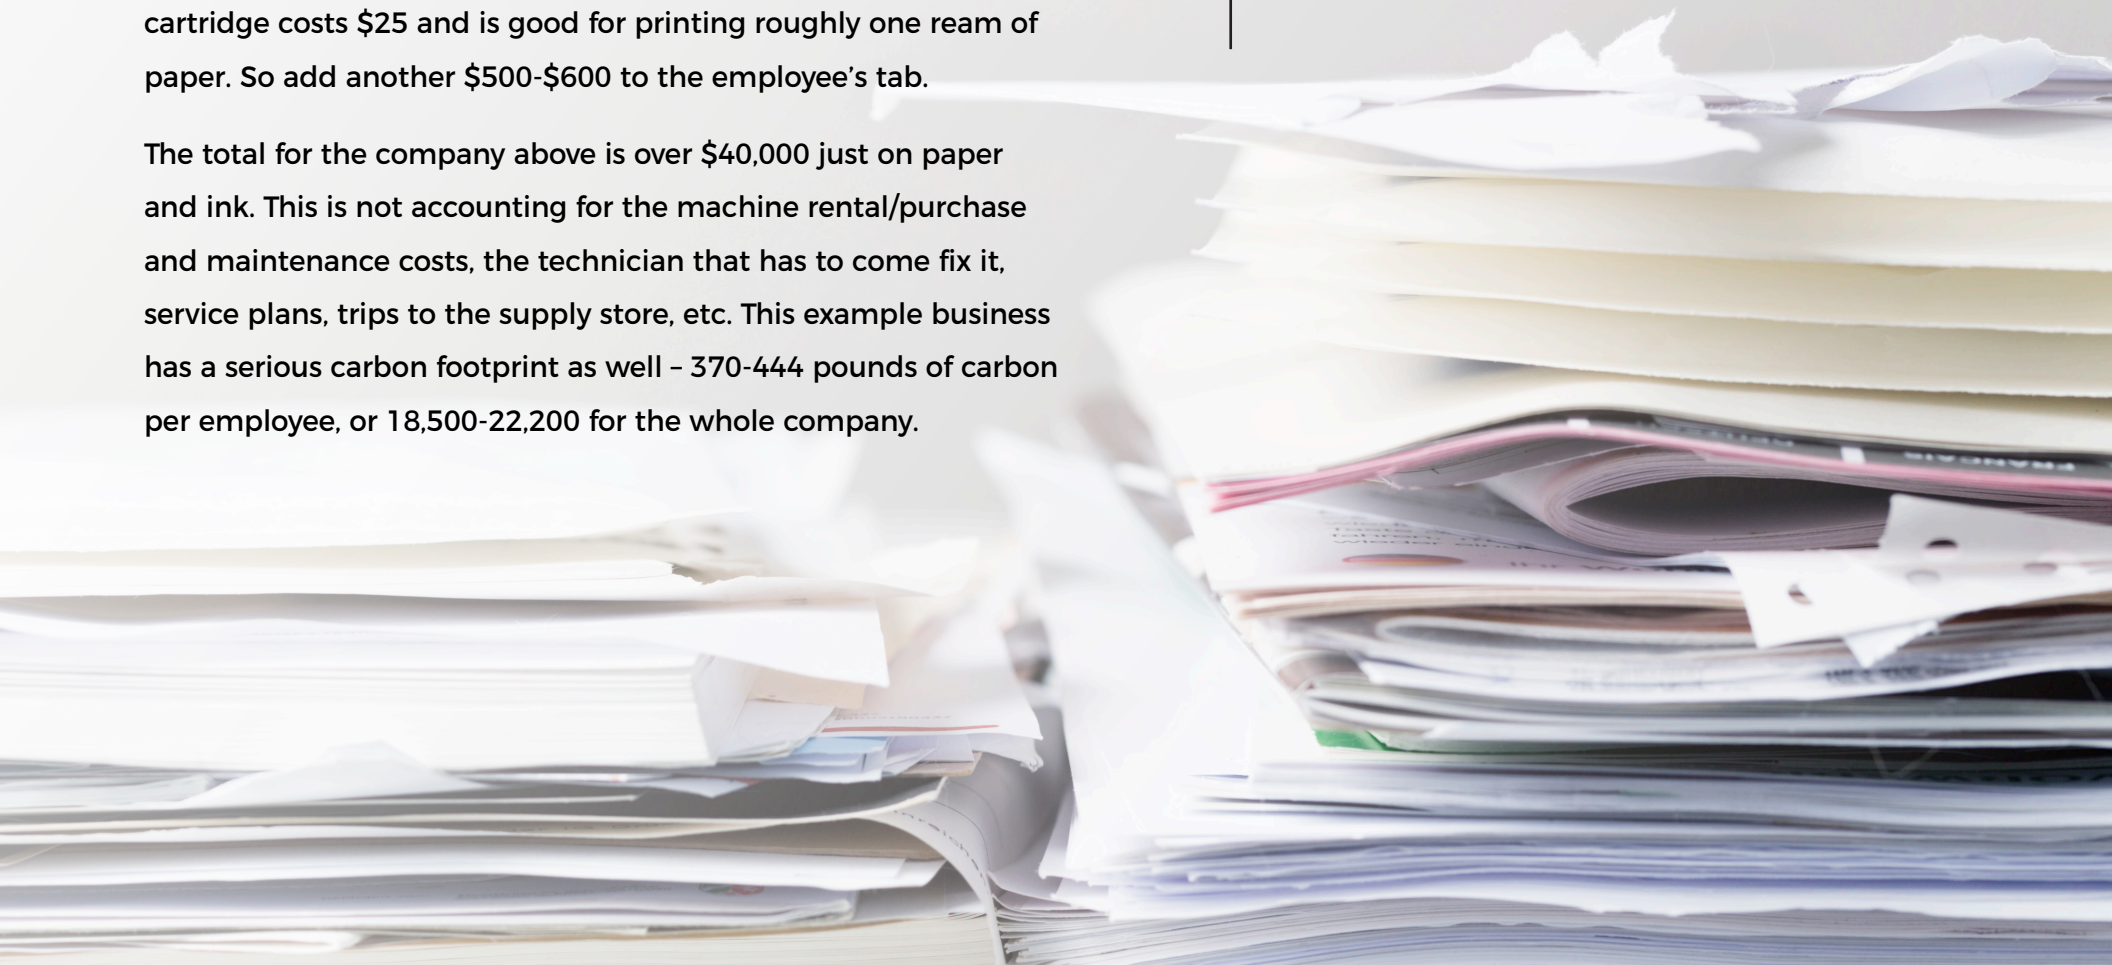 cartridge costs $25 and is good for printing roughly one ream of
paper. So add another $500-$600 to the employee’s tab.
The total for the company above is over $40,000 just on paper
and ink. This is not accounting for the machine rental/purchase
and maintenance costs, the technician that has to come fix it,
service plans, trips to the supply store, etc. This example business
has a serious carbon footprint as well – 370-444 pounds of carbon
per employee, or 18,500-22,200 for the whole company.
FRANÇAIS